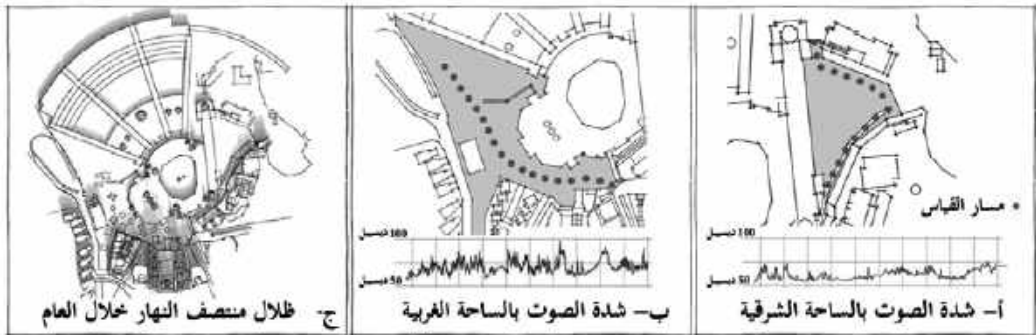 • مسار القياس
100 ديسبل
50 ديسبل
أ– شدة الصوت بالساحة الشرقية
100 ديسبل
50 ديسبل
ب– شدة الصوت بالساحة الغربية
ج- ظلال منتصف النهار خلال العام